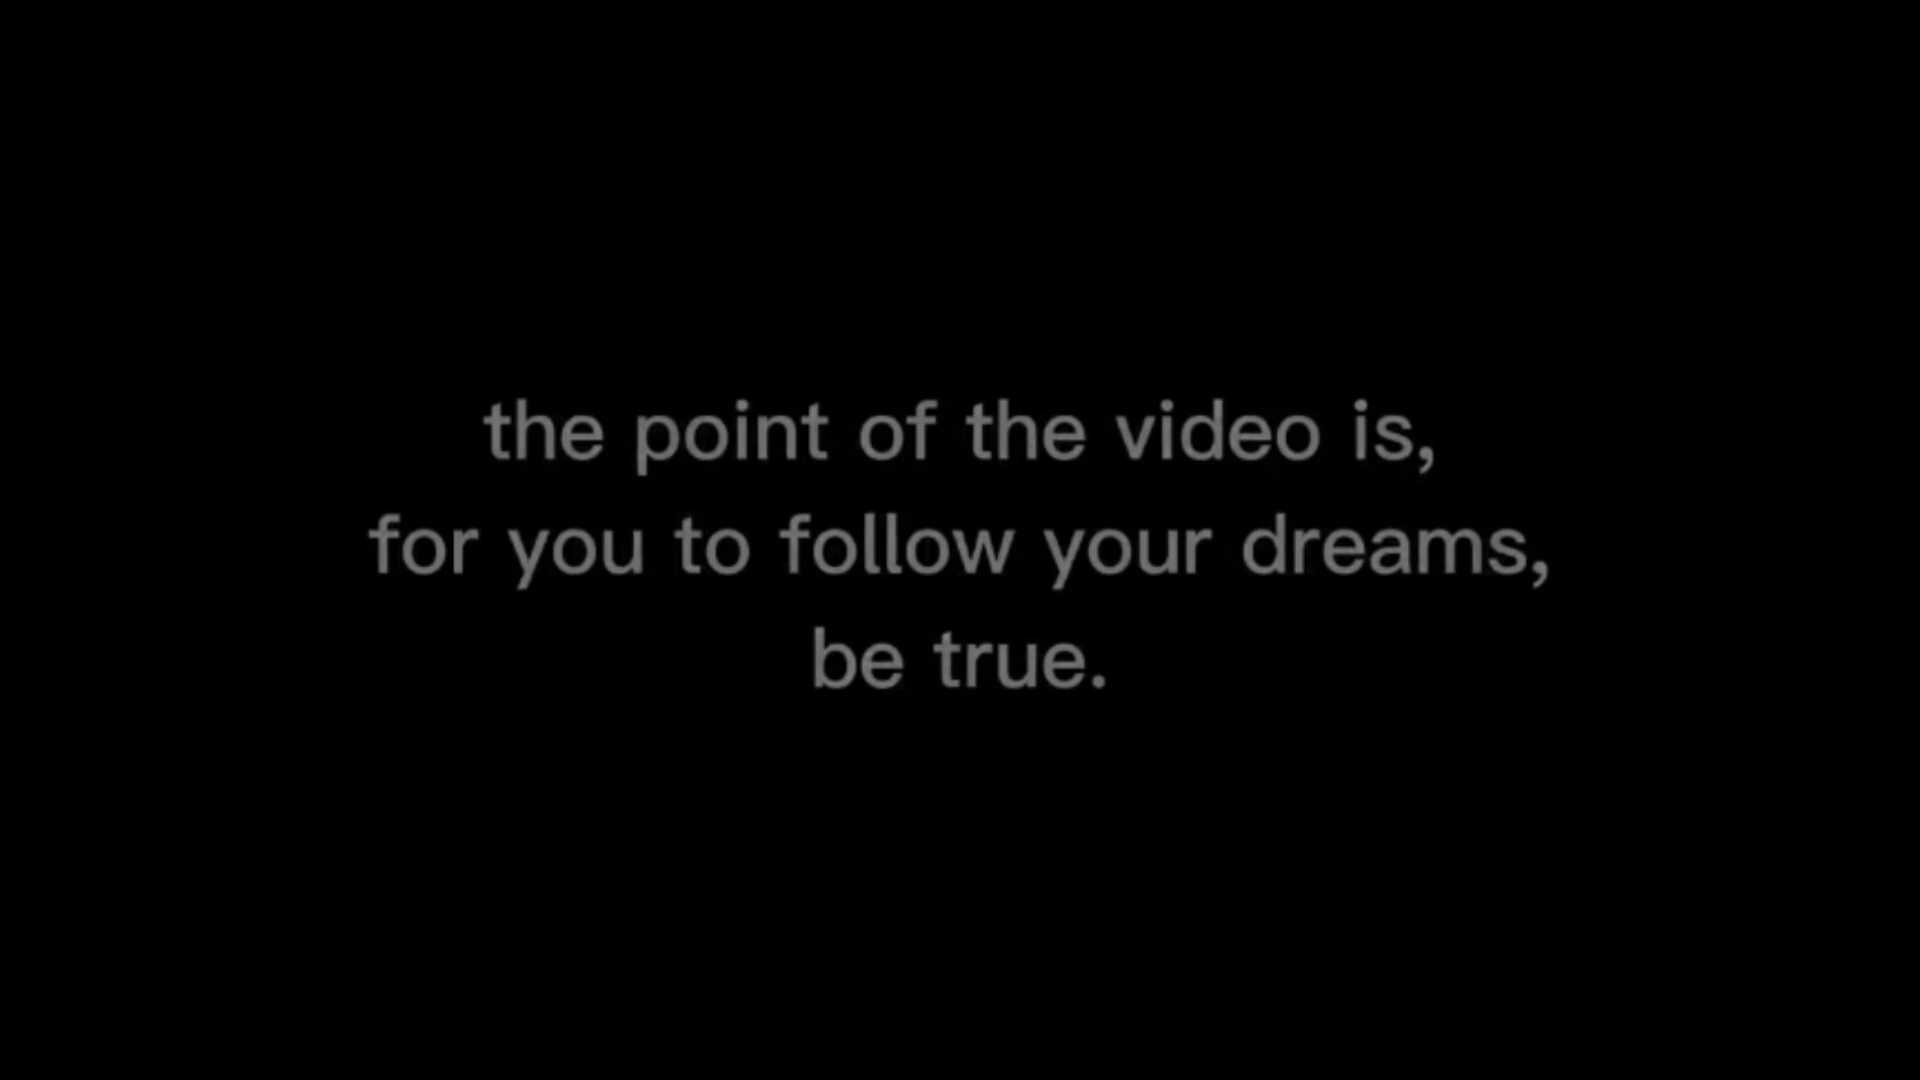 the point of the video is,
for you to follow your dreams,
be true.